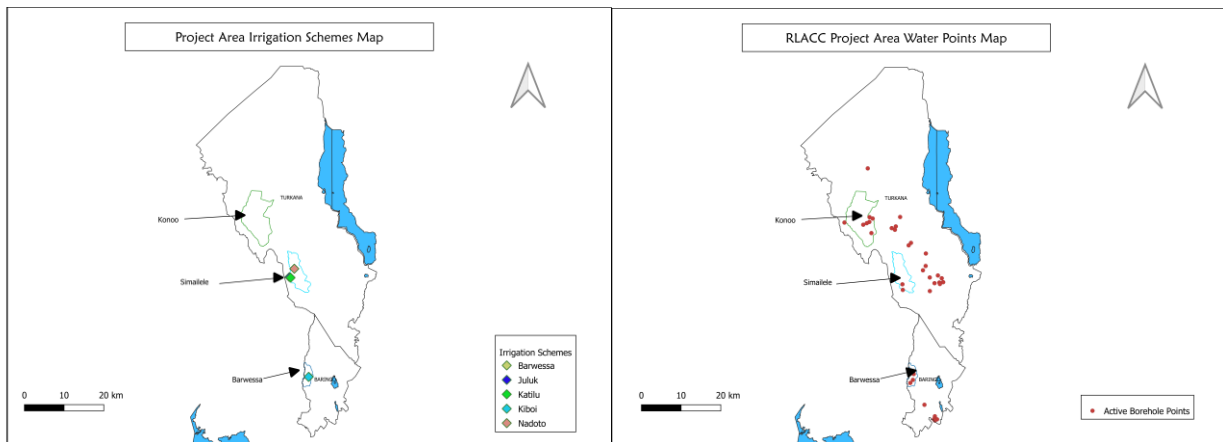 Project Area Irrigation Schemes Map
TURKANA
Konoo
Simailele
Barwessa
BARINGO
0 10 20 km
Irrigation Schemes
Barwessa
Juluk
Katilu
Kiboi
Nadoto
RLACC Project Area Water Points Map
TURKANA
Konoo
Simailele
Barwessa
BARINGO
0 10 20 km
Active Borehole Points